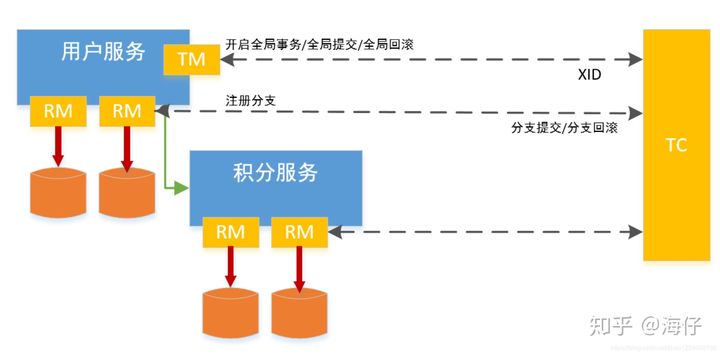 用户服务
TM
开启全局事务/全局提交/全局回滚
XID
RM
RM
注册分支
分支提交/分支回滚
TC
积分服务
RM
RM
知乎 @海仔